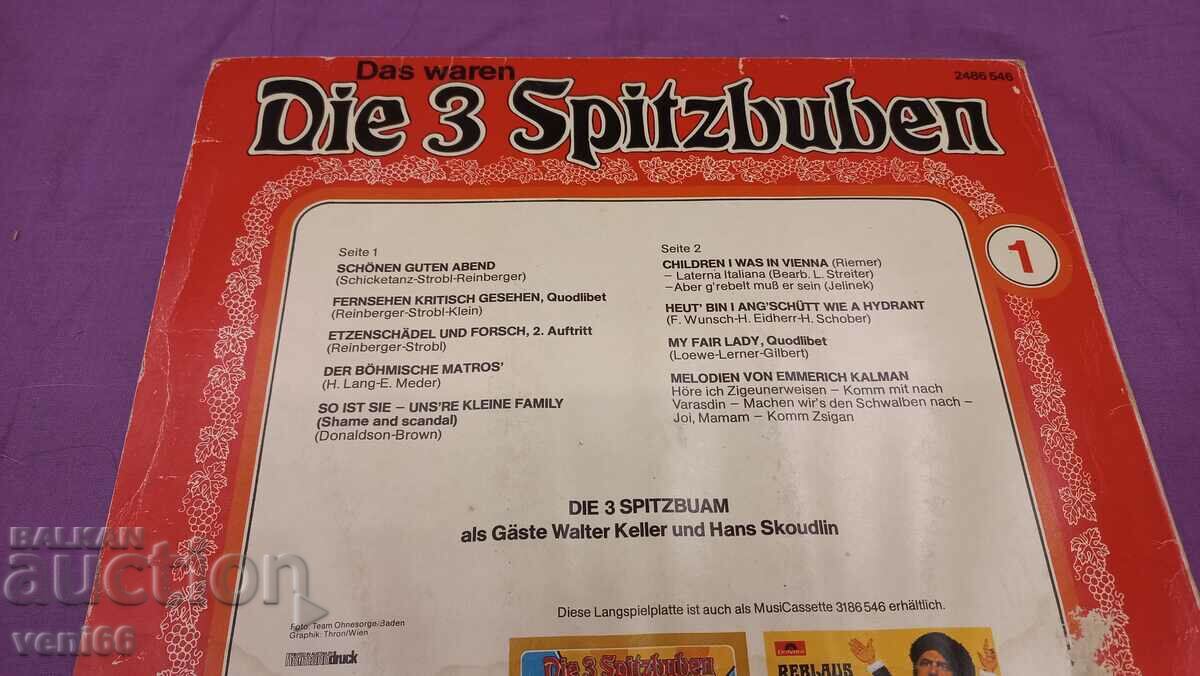 Das waren
2486 546
Die 3 Spitzbuben
1
Seite 1
SCHÖNEN GUTEN ABEND
(Schicketanz-Strobl-Reinberger)
FERNSEHEN KRITISCH GESEHEN, Quodlibet
(Reinberger-Strobl-Klein)
ETZENSCHÄDEL UND FORSCH, 2. Auftritt
(Reinberger-Strobl)
DER BÖHMISCHE MATROS'
(H. Lang-E. Meder)
SO IST SIE – UNS'RE KLEINE FAMILY
(Shame and scandal)
(Donaldson-Brown)
Seite 2
CHILDREN I WAS IN VIENNA (Riemer)
– Laterna Italiana (Bearb. L. Streiter)
–Aber g'rebelt muß er sein (Jelinek)
HEUT' BIN I ANG'SCHÜTT WIE A HYDRANT
(F. Wunsch-H. Eidherr-H. Schober)
MY FAIR LADY, Quodlibet
(Loewe-Lerner-Gilbert)
MELODIEN VON EMMERICH KALMAN
Höre ich Zigeunerweisen – Komm mit nach
Varasdin – Machen wir's den Schwalben nach –
Joi, Mamam – Komm Zsigan
DIE 3 SPITZBUAM
als Gäste Walter Keller und Hans Skoudlin
Diese Langspielplatte ist auch als MusiCassette 3186 546 erhältlich.
Foto: Team Ohnesorge/Baden
Graphik: Thron/Wien
druck
Die 3 Spitzbuben
REBLAUS
BALKAN
auction
veni66